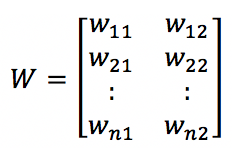 w₁₁ w₁₂
w₂₁ w₂₂
W =
: :
wₙ₁ wₙ₂